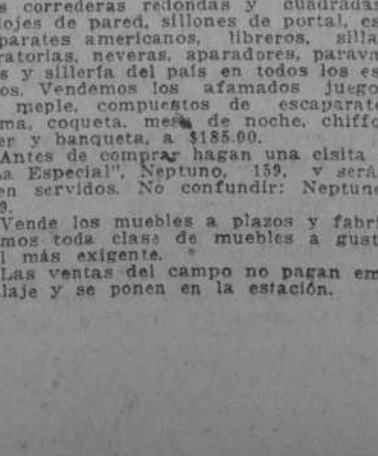 s correderas redondas y cuadradas
lojes de pared, sillones de portal, es
parates americanos, libreros, silla
ratorias, neveras, aparadores, parava
s y sillería del país en todos los es
os. Vendemos los afamados juego
meple, compuestos de escaparate
ma, coqueta, mesa de noche, chiffo
er y banqueta, a $185.00.
Antes de comprar hagan una cisita
a Especial", Neptuno, 159, v será
en servidos. No confundir: Neptuno
9.
Vende los muebles a plazos y fabri
mos toda clase de muebles a gust
l más exigente.
Las ventas del campo no pagan em
laje y se ponen en la estación.